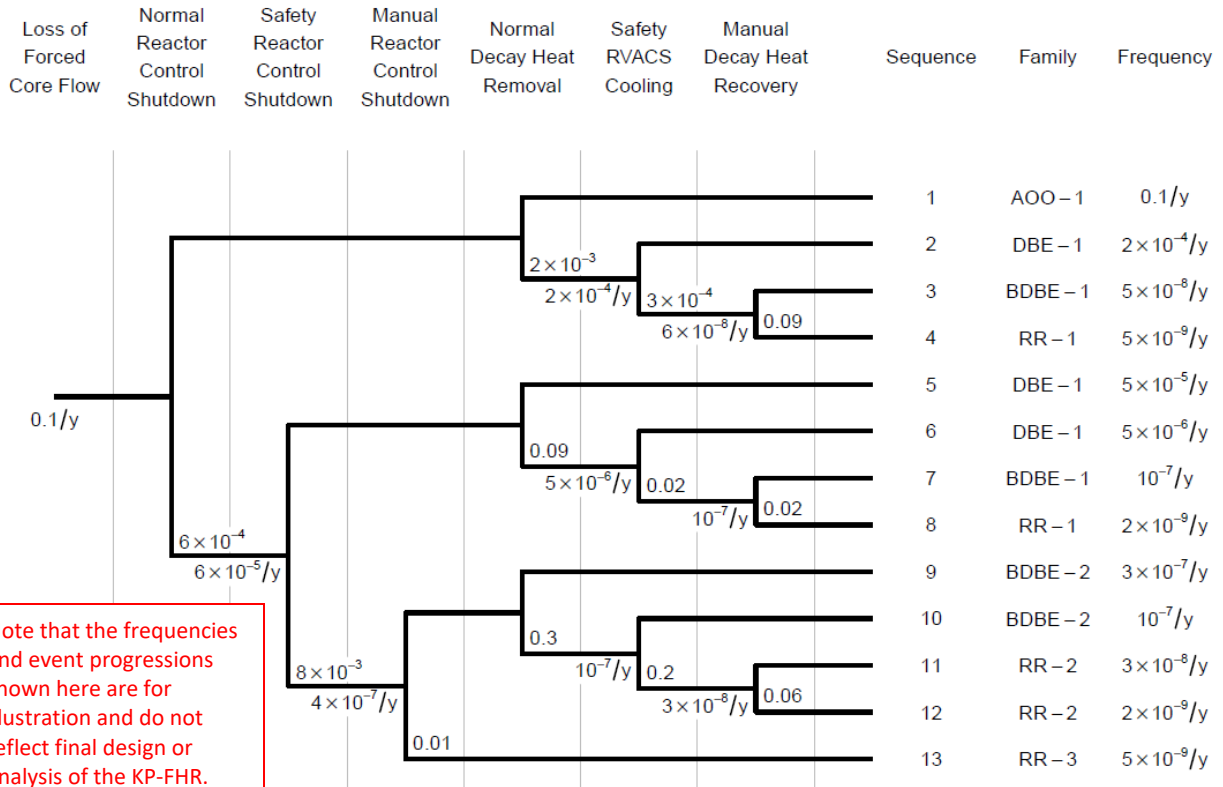 Loss of
Forced
Core Flow
Normal
Reactor
Control
Shutdown
Safety
Reactor
Control
Shutdown
Manual
Reactor
Control
Shutdown
Normal
Decay Heat
Removal
Safety
RVACS
Cooling
Manual
Decay Heat
Recovery
Sequence Family Frequency
1 AOO – 1 0.1/y
2 DBE – 1 2×10⁻⁴/y
2×10⁻³
2×10⁻⁴/y
3 BDBE – 1 5×10⁻⁸/y
3×10⁻⁴
6×10⁻⁸/y
0.09
4 RR – 1 5×10⁻⁹/y
5 DBE – 1 5×10⁻⁵/y
0.1/y
6 DBE – 1 5×10⁻⁶/y
0.09
5×10⁻⁶/y
7 BDBE – 1 10⁻⁷/y
0.02
10⁻⁷/y
0.02
8 RR – 1 2×10⁻⁹/y
6×10⁻⁴
6×10⁻⁵/y
9 BDBE – 2 3×10⁻⁷/y
10 BDBE – 2 10⁻⁷/y
0.3
10⁻⁷/y
11 RR – 2 3×10⁻⁸/y
0.2
3×10⁻⁸/y
0.06
12 RR – 2 2×10⁻⁹/y
8×10⁻³
4×10⁻⁷/y
0.01
13 RR – 3 5×10⁻⁹/y
ote that the frequencies
nd event progressions
hown here are for
lustration and do not
eflect final design or
nalysis of the KP-FHR.